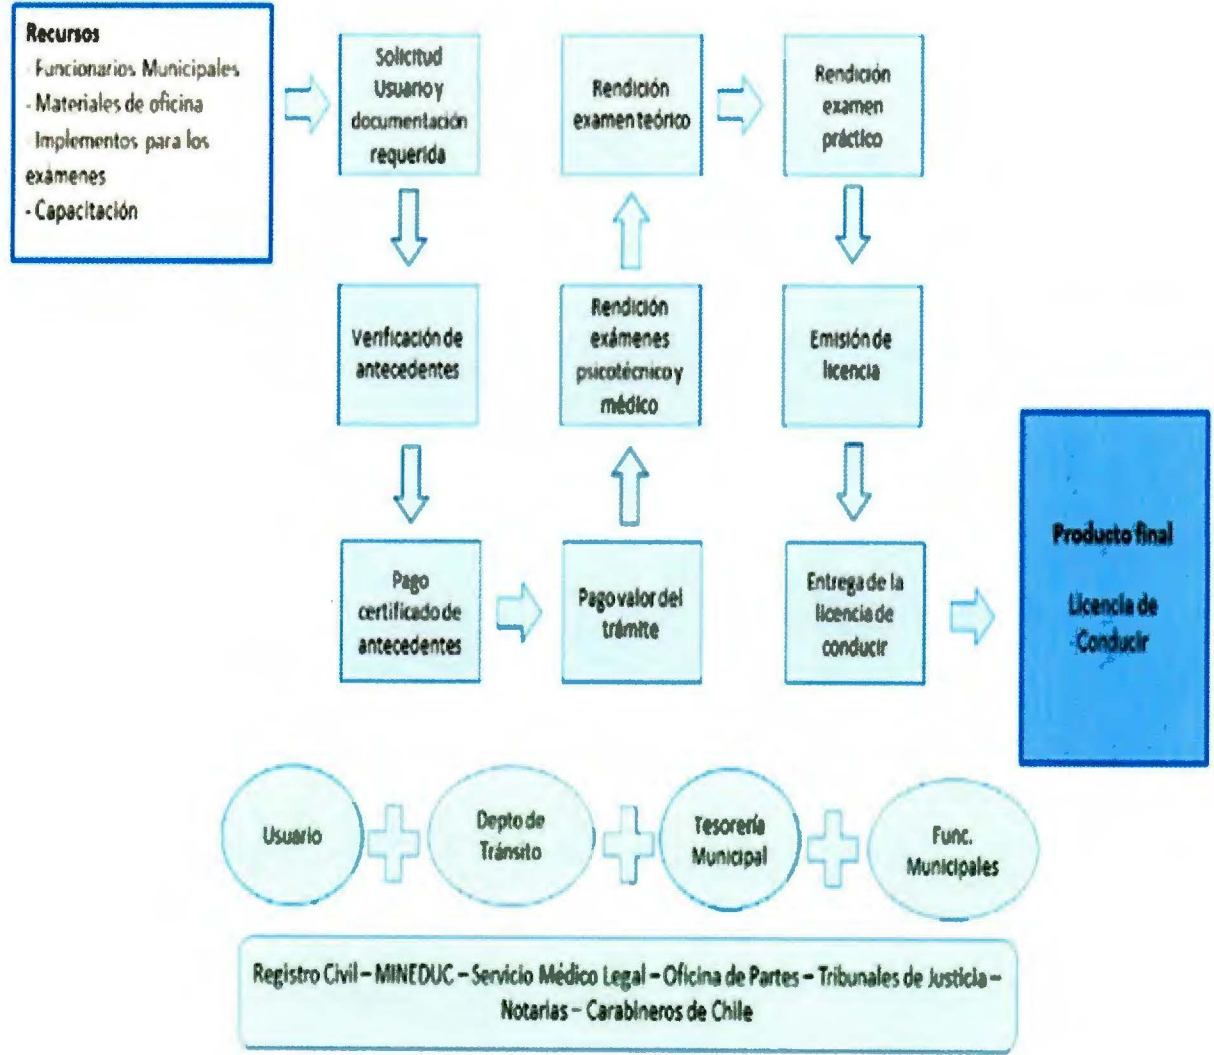 Recursos
- Funcionarios Municipales
- Materiales de oficina
- Implementos para los
exámenes
- Capacitación
Solicitud
Usuario y
documentación
requerida
Verificación de
antecedentes
Pago
certificado de
antecedentes
Pago valor del
trámite
Rendición
exámenes
psicotécnico y
médico
Rendición
examen teórico
Rendición
examen
práctico
Emisión de
licencia
Entrega de la
licencia de
conducir
Producto final
Licencia de
Conducir
Usuario
Depto de
Tránsito
Tesorería
Municipal
Func.
Municipales
Registro Civil – MINEDUC – Servicio Médico Legal – Oficina de Partes – Tribunales de Justicia –
Notarias – Carabineros de Chile